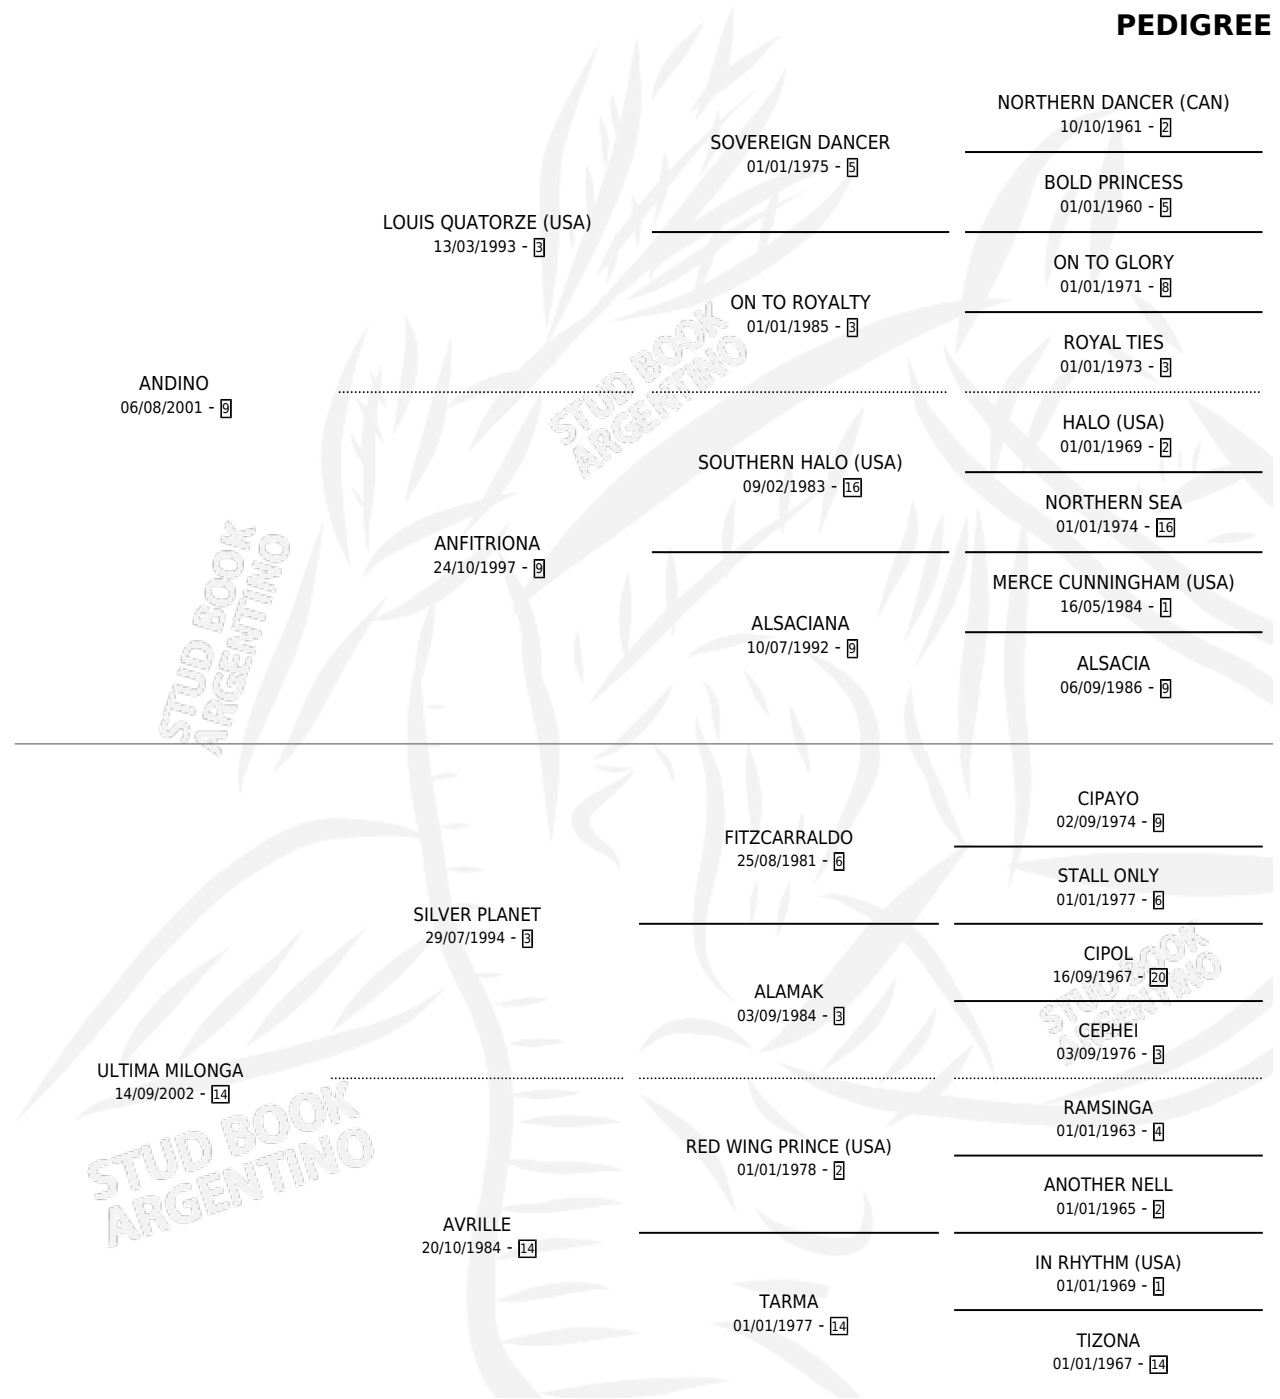 PEDIGREE
NORTHERN DANCER (CAN)
10/10/1961 - 2
SOVEREIGN DANCER
01/01/1975 - 5
BOLD PRINCESS
01/01/1960 - 5
LOUIS QUATORZE (USA)
13/03/1993 - 3
ON TO GLORY
01/01/1971 - 8
ON TO ROYALTY
01/01/1985 - 3
ROYAL TIES
01/01/1973 - 3
ANDINO
06/08/2001 - 9
HALO (USA)
01/01/1969 - 2
SOUTHERN HALO (USA)
09/02/1983 - 16
NORTHERN SEA
01/01/1974 - 16
ANFITRIONA
24/10/1997 - 9
MERCE CUNNINGHAM (USA)
16/05/1984 - 1
ALSACIANA
10/07/1992 - 9
ALSACIA
06/09/1986 - 9
CIPAYO
02/09/1974 - 9
FITZCARRALDO
25/08/1981 - 6
STALL ONLY
01/01/1977 - 6
SILVER PLANET
29/07/1994 - 3
CIPOL
16/09/1967 - 20
ALAMAK
03/09/1984 - 3
CEPHEI
03/09/1976 - 3
ULTIMA MILONGA
14/09/2002 - 14
RAMSINGA
01/01/1963 - 4
RED WING PRINCE (USA)
01/01/1978 - 2
ANOTHER NELL
01/01/1965 - 2
AVRILLE
20/10/1984 - 14
IN RHYTHM (USA)
01/01/1969 - 1
TARMA
01/01/1977 - 14
TIZONA
01/01/1967 - 14
STUD BOOK
ARGENTINO
STUD BOOK
ARGENTINO
STUD BOOK
ARGENTINO
STUD BOOK
ARGENTINO